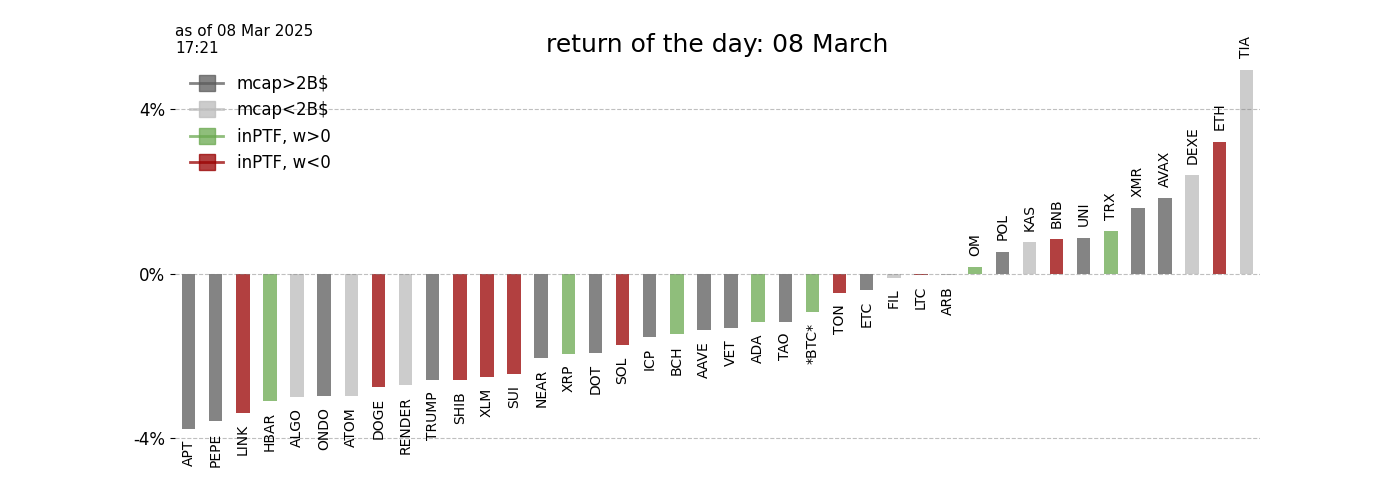 as of 08 Mar 2025
17:21
return of the day: 08 March
mcap>2B$
mcap<2B$
inPTF, w>0
inPTF, w<0
4%
0%
-4%
APT
PEPE
LINK
HBAR
ALGO
ONDO
ATOM
DOGE
RENDER
TRUMP
SHIB
XLM
SUI
NEAR
XRP
DOT
SOL
ICP
BCH
AAVE
VET
ADA
TAO
*BTC*
TON
ETC
FIL
LTC
ARB
OM
POL
KAS
BNB
UNI
TRX
XMR
AVAX
DEXE
ETH
TIA